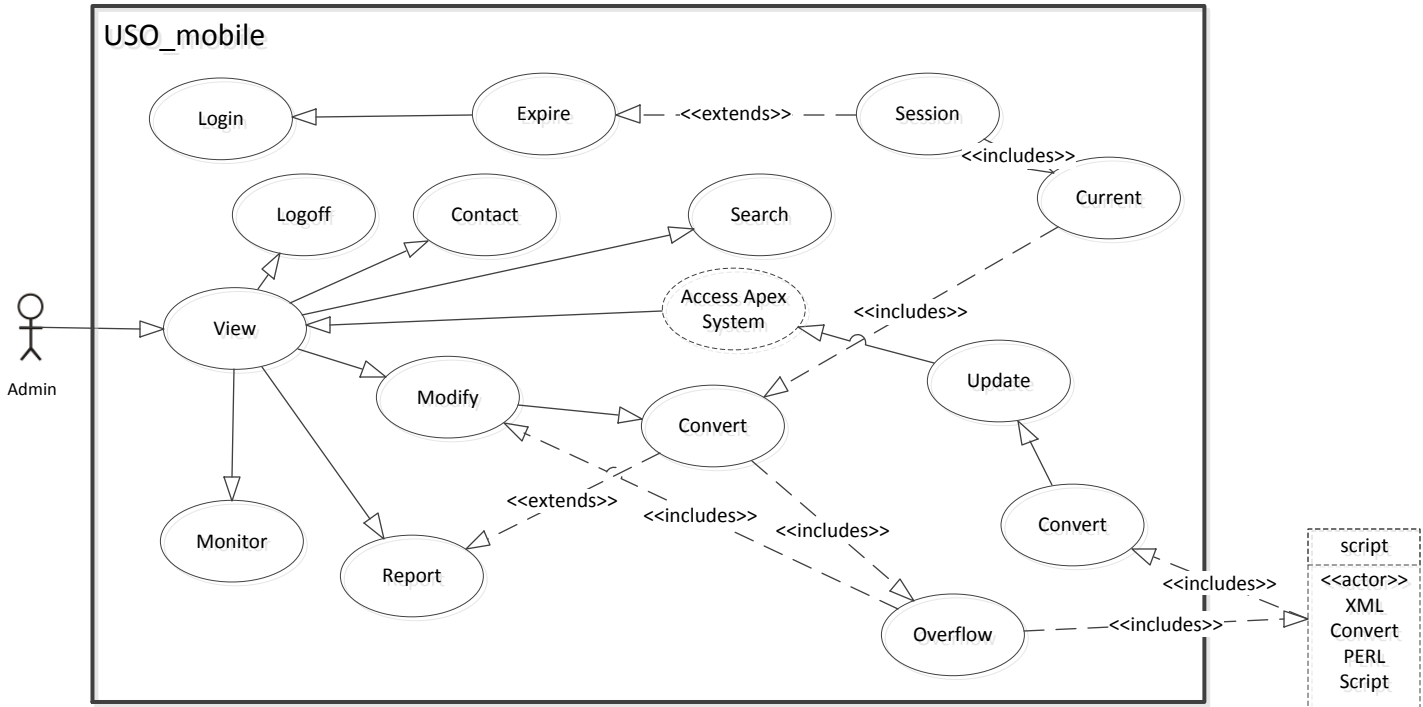 USO_mobile
Login
Expire
<<extends>>
Session
<<includes>>
Current
Logoff
Contact
Search
Access Apex
System
<<includes>>
View
Admin
Modify
Convert
Update
<<extends>>
<<includes>>
<<includes>>
Convert
Monitor
Report
<<includes>>
Overflow
<<includes>>
script
<<actor>>
XML
Convert
PERL
Script